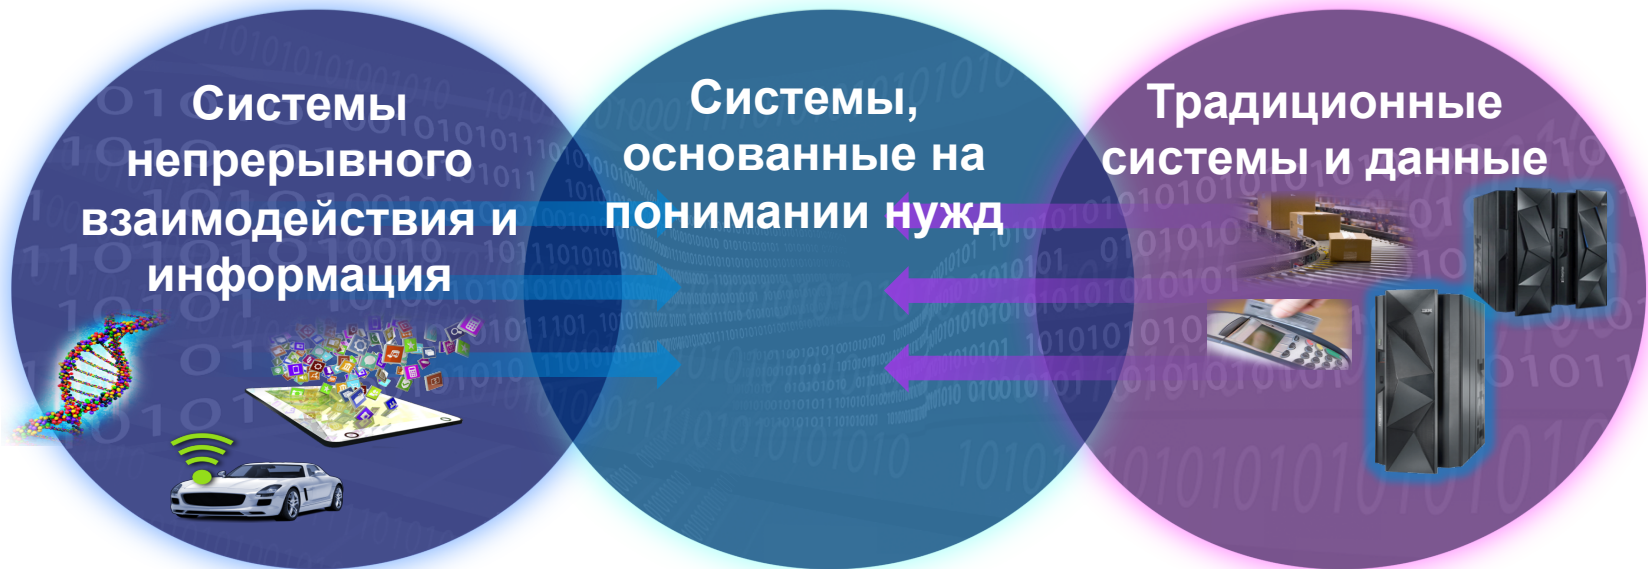 Системы
непрерывного
взаимодействия и
информация
Системы,
основанные на
понимании нужд
Традиционные
системы и данные